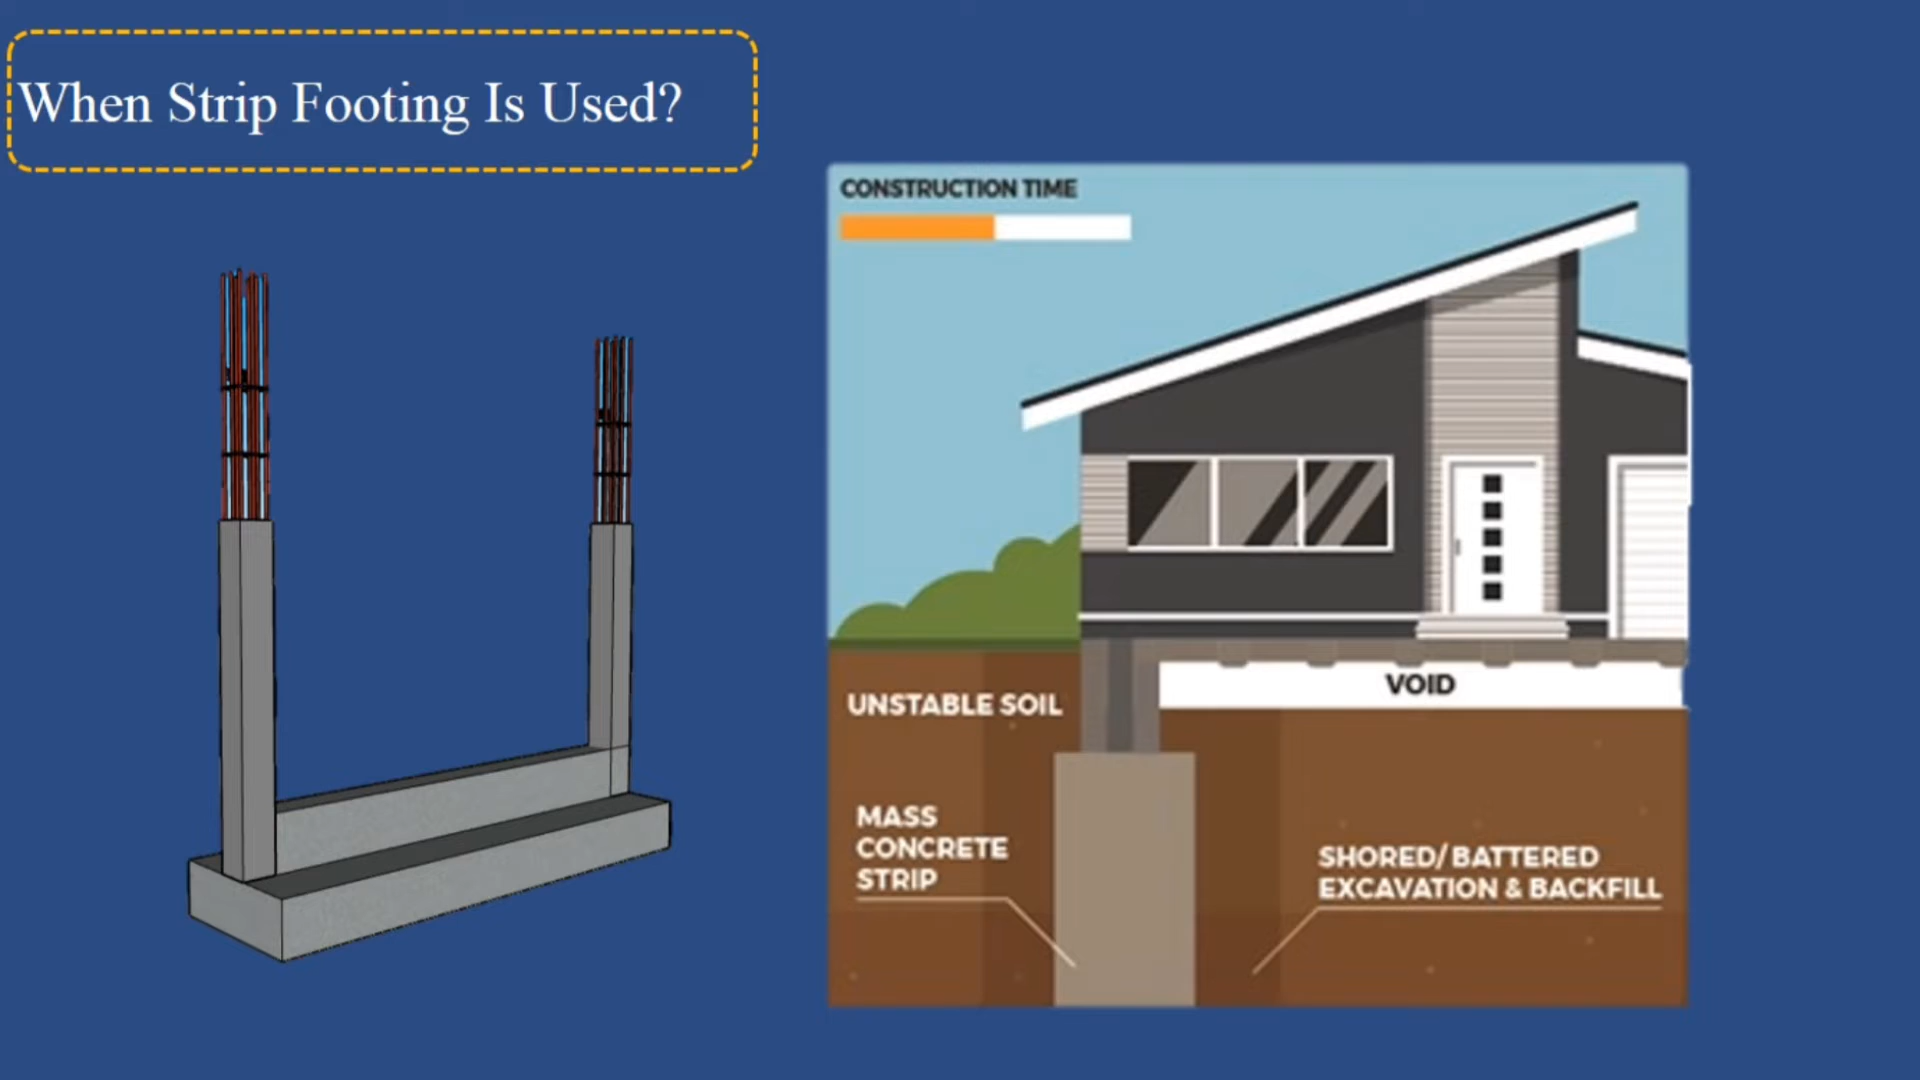 When Strip Footing Is Used?
CONSTRUCTION TIME
VOID
UNSTABLE SOIL
MASS
CONCRETE
STRIP
SHORED/BATTERED
EXCAVATION & BACKFILL